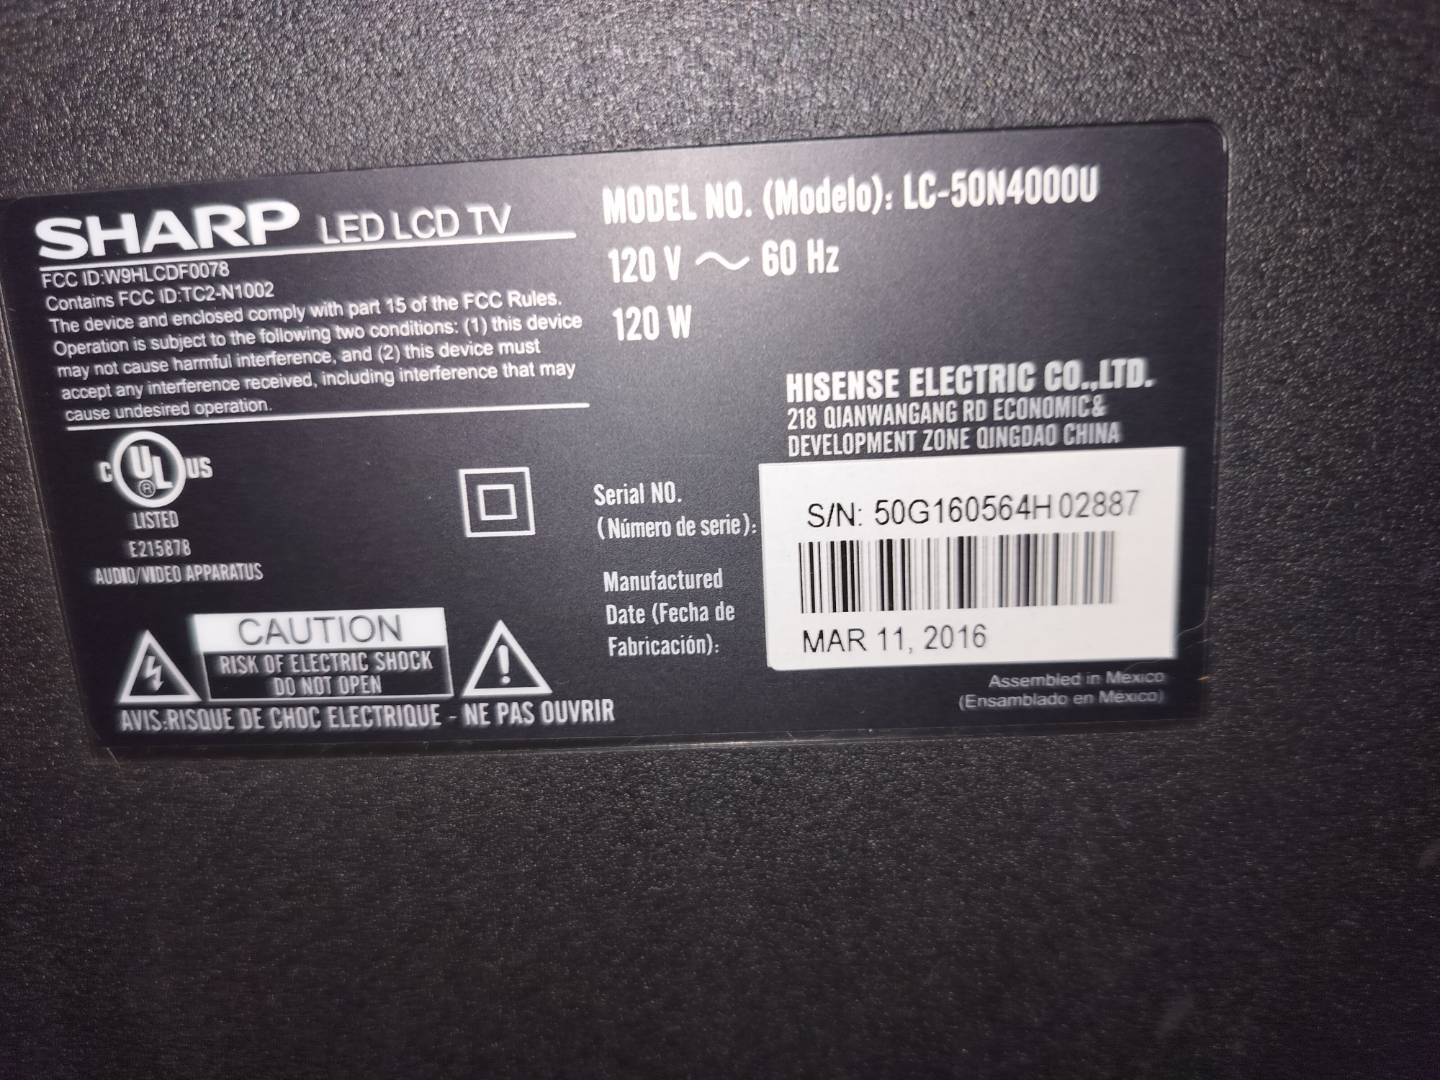 SHARP LED LCD TV
FCC ID:W9HLCDF0078
Contains FCC ID:TC2-N1002
The device and enclosed comply with part 15 of the FCC Rules.
Operation is subject to the following two conditions: (1) this device
may not cause harmful interference, and (2) this device must
accept any interference received, including interference that may
cause undesired operation.
C UL US
®
LISTED
E215878
AUDIO/VIDEO APPARATUS
CAUTION
RISK OF ELECTRIC SHOCK
DO NOT OPEN
!
AVIS:RISQUE DE CHOC ELECTRIQUE - NE PAS OUVRIR
MODEL NO. (Modelo): LC-50N4000U
120 V ~ 60 Hz
120 W
HISENSE ELECTRIC CO.,LTD.
218 QIANWANGANG RD ECONOMIC&
DEVELOPMENT ZONE QINGDAO CHINA
Serial NO.
(Número de serie):
S/N: 50G160564H02887
Manufactured
Date (Fecha de
Fabricación):
MAR 11, 2016
Assembled in Mexico
(Ensamblado en México)